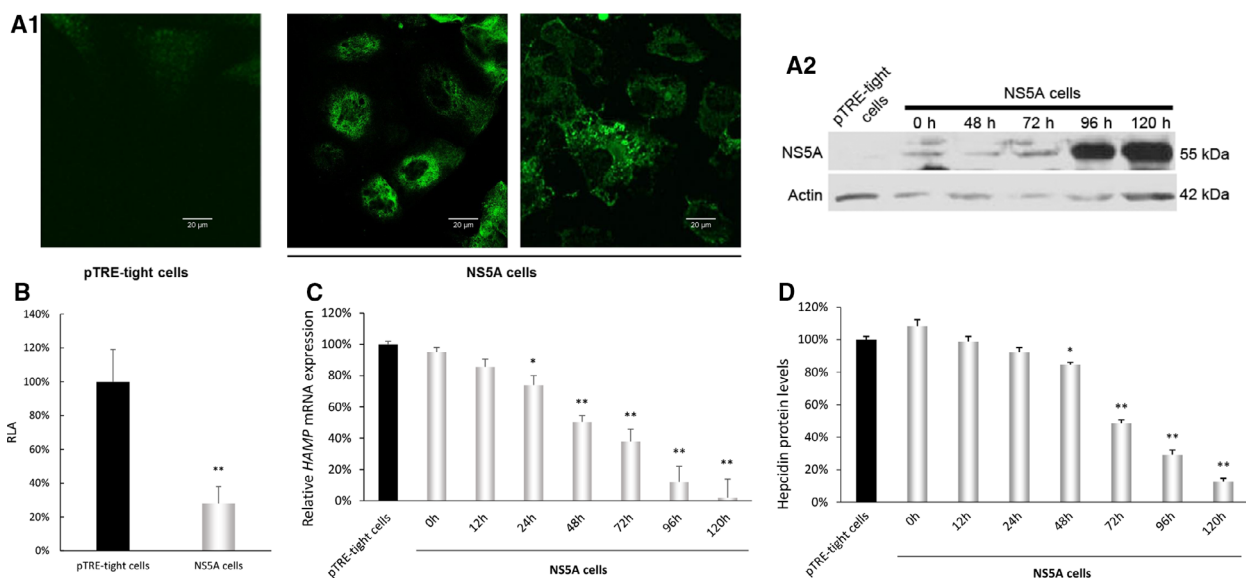 A1
20 µm
20 µm
20 µm
pTRE-tight cells
NS5A cells
A2
pTRE-tight
cells
NS5A cells
0 h 48 h 72 h 96 h 120 h
NS5A
55 kDa
Actin
42 kDa
B
140%
120%
100%
80%
60%
40%
20%
0%
RLA
**
pTRE-tight cells
NS5A cells
C
120%
100%
80%
60%
40%
20%
0%
Relative HAMP mRNA expression
*
**
**
**
**
pTRE-tight cells
0h
12h
24h
48h
72h
96h
120h
NS5A cells
D
120%
100%
80%
60%
40%
20%
0%
Hepcidin protein levels
*
**
**
**
pTRE-tight cells
0h
12h
24h
48h
72h
96h
120h
NS5A cells